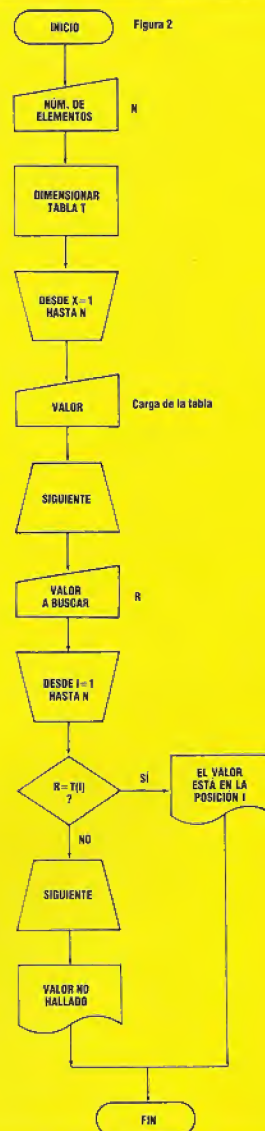 INICIO
Figura 2
NÚM. DE
ELEMENTOS
N
DIMENSIONAR
TABLA T
DESDE X=1
HASTA N
VALOR
Carga de la tabla
SIGUIENTE
VALOR
A BUSCAR
R
DESDE I=1
HASTA N
R=T(I)
?
SÍ
EL VALOR
ESTÁ EN LA
POSICIÓN I
NO
SIGUIENTE
VALOR NO
HALLADO
FIN